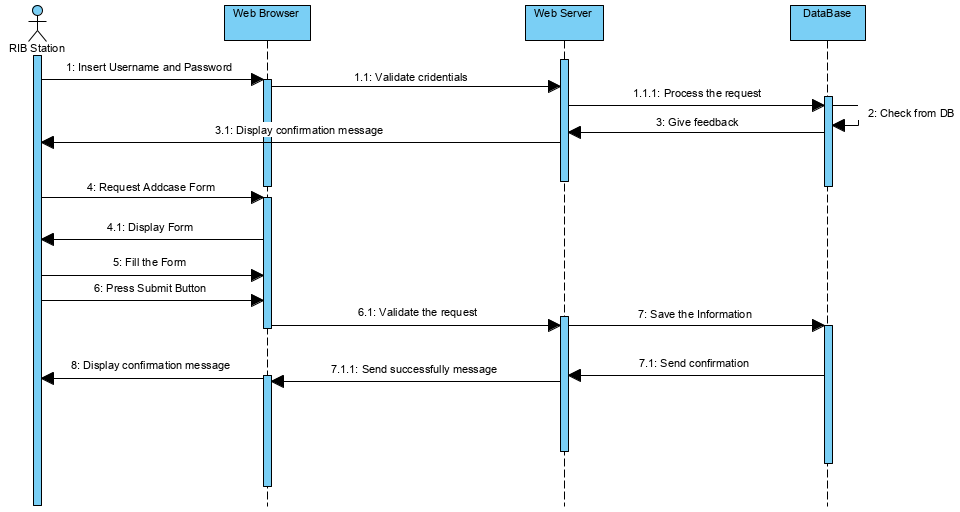 Web Browser
Web Server
DataBase
RIB Station
1: Insert Username and Password
1.1: Validate cridentials
1.1.1: Process the request
2: Check from DB
3: Give feedback
3.1: Display confirmation message
4: Request Addcase Form
4.1: Display Form
5: Fill the Form
6: Press Submit Button
6.1: Validate the request
7: Save the Information
7.1: Send confirmation
7.1.1: Send successfully message
8: Display confirmation message